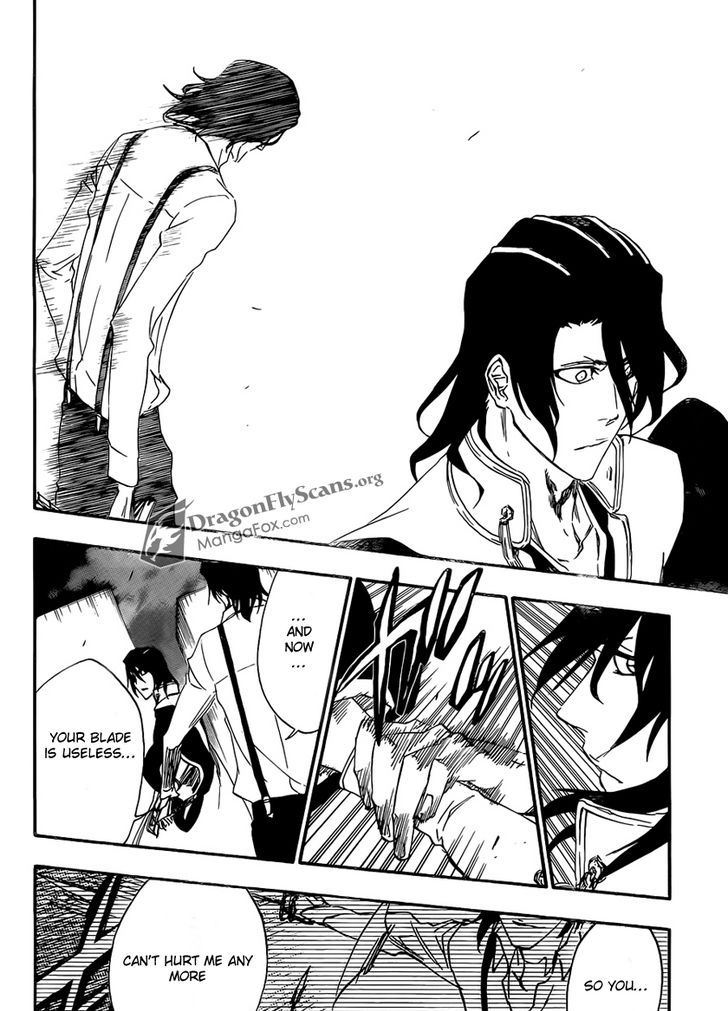 DRAGONFLYSCANS.ORG
MANGAFOX.COM
...
AND
NOW
...
YOUR BLADE
IS USELESS...
SO YOU...
CAN'T HURT ME ANY
MORE